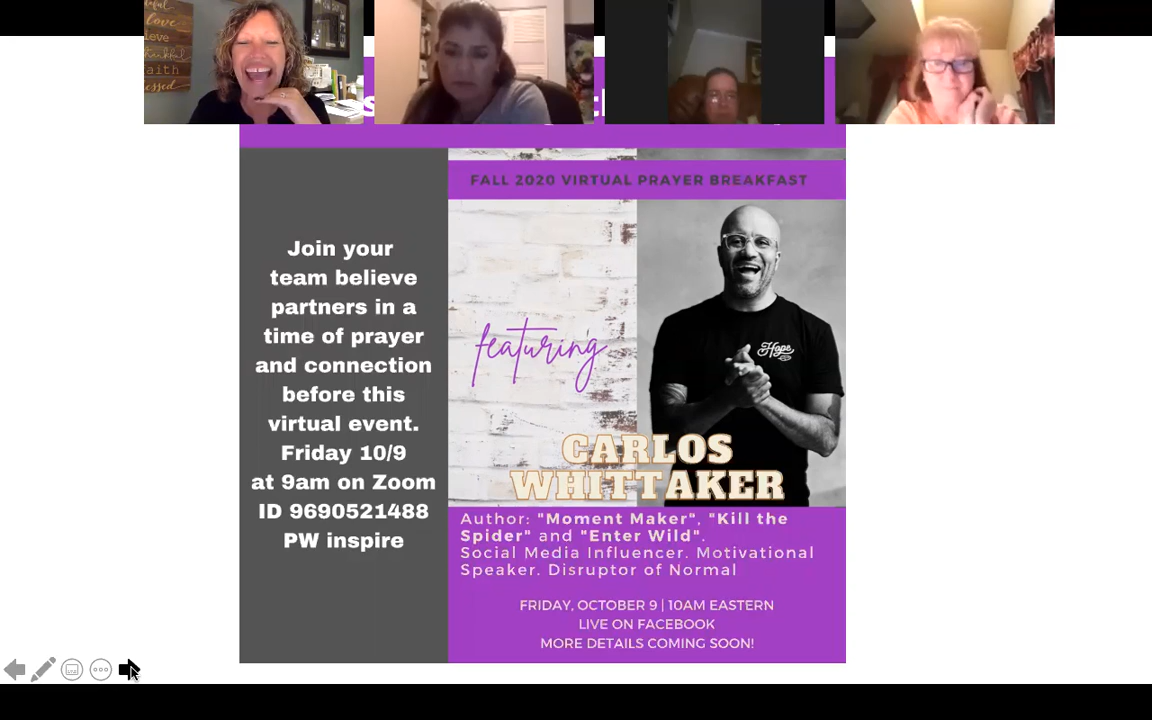 Love
faith
FALL 2020 VIRTUAL PRAYER BREAKFAST
Join your
team believe
partners in a
time of prayer
and connection
before this
virtual event.
Friday 10/9
at 9am on Zoom
ID 9690521488
PW inspire
featuring
Hope
CARLOS
WHITTAKER
Author: "Moment Maker", "Kill the
Spider" and "Enter Wild".
Social Media Influencer. Motivational
Speaker. Disruptor of Normal
FRIDAY, OCTOBER 9 | 10AM EASTERN
LIVE ON FACEBOOK
MORE DETAILS COMING SOON!